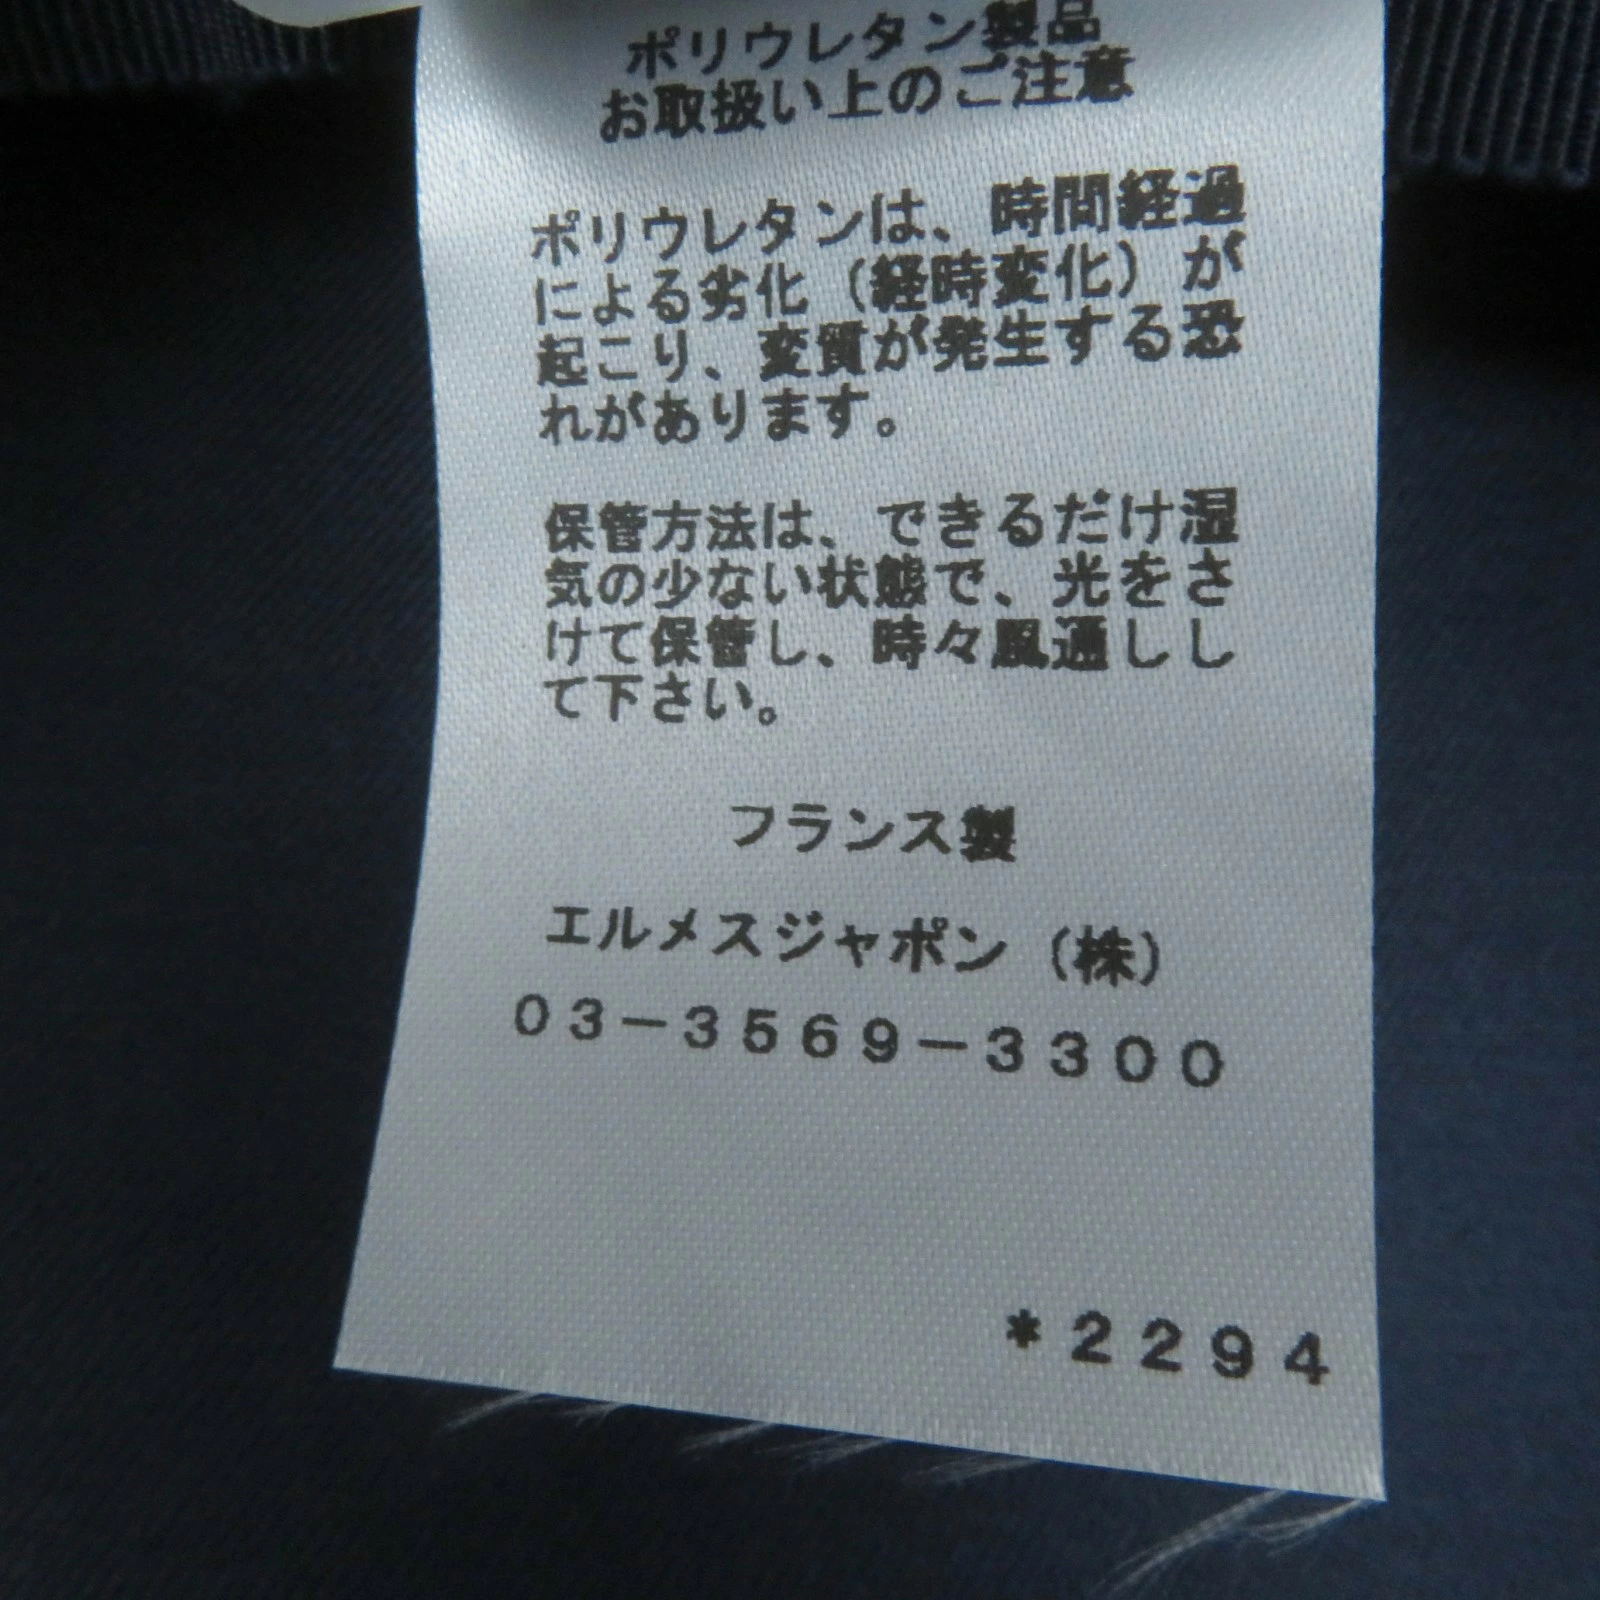 ポリウレタン製品
お取扱い上のご注意
ポリウレタンは、時間経過
による劣化（経時変化）が
起こり、変質が発生する恐
れがあります。
保管方法は、できるだけ湿
気の少ない状態で、光をさ
けて保管し、時々風通しし
て下さい。
フランス製
エルメスジャポン（株）
０３－３５６９－３３００
＊２２９４